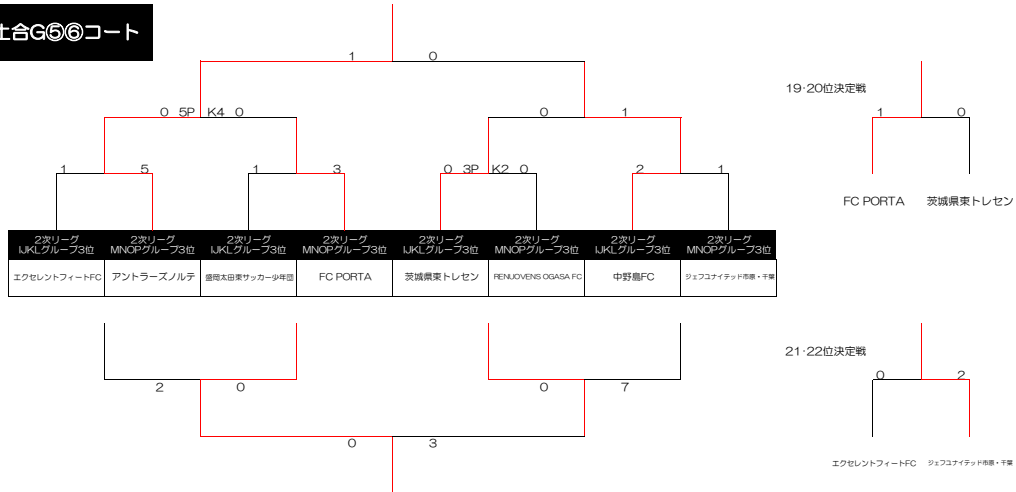 土合G⑤⑥コート
1 0
19・20位決定戦
0 5P K4 0
0 1
1 0
1 5
1 3
0 3P K2 0
2 1
FC PORTA 茨城県東トレセン
2次リーグ
IJKLグループ3位
2次リーグ
MNOPグループ3位
2次リーグ
IJKLグループ3位
2次リーグ
MNOPグループ3位
2次リーグ
IJKLグループ3位
2次リーグ
MNOPグループ3位
2次リーグ
IJKLグループ3位
2次リーグ
MNOPグループ3位
エクセレントフィートFC
アントラーズノルテ
盛岡太田東サッカー少年団
FC PORTA
茨城県東トレセン
RENUOVENS OGASA FC
中野島FC
ジェフユナイテッド市原・千葉
21・22位決定戦
2 0
0 7
0 2
0 3
エクセレントフィートFC ジェフユナイテッド市原・千葉